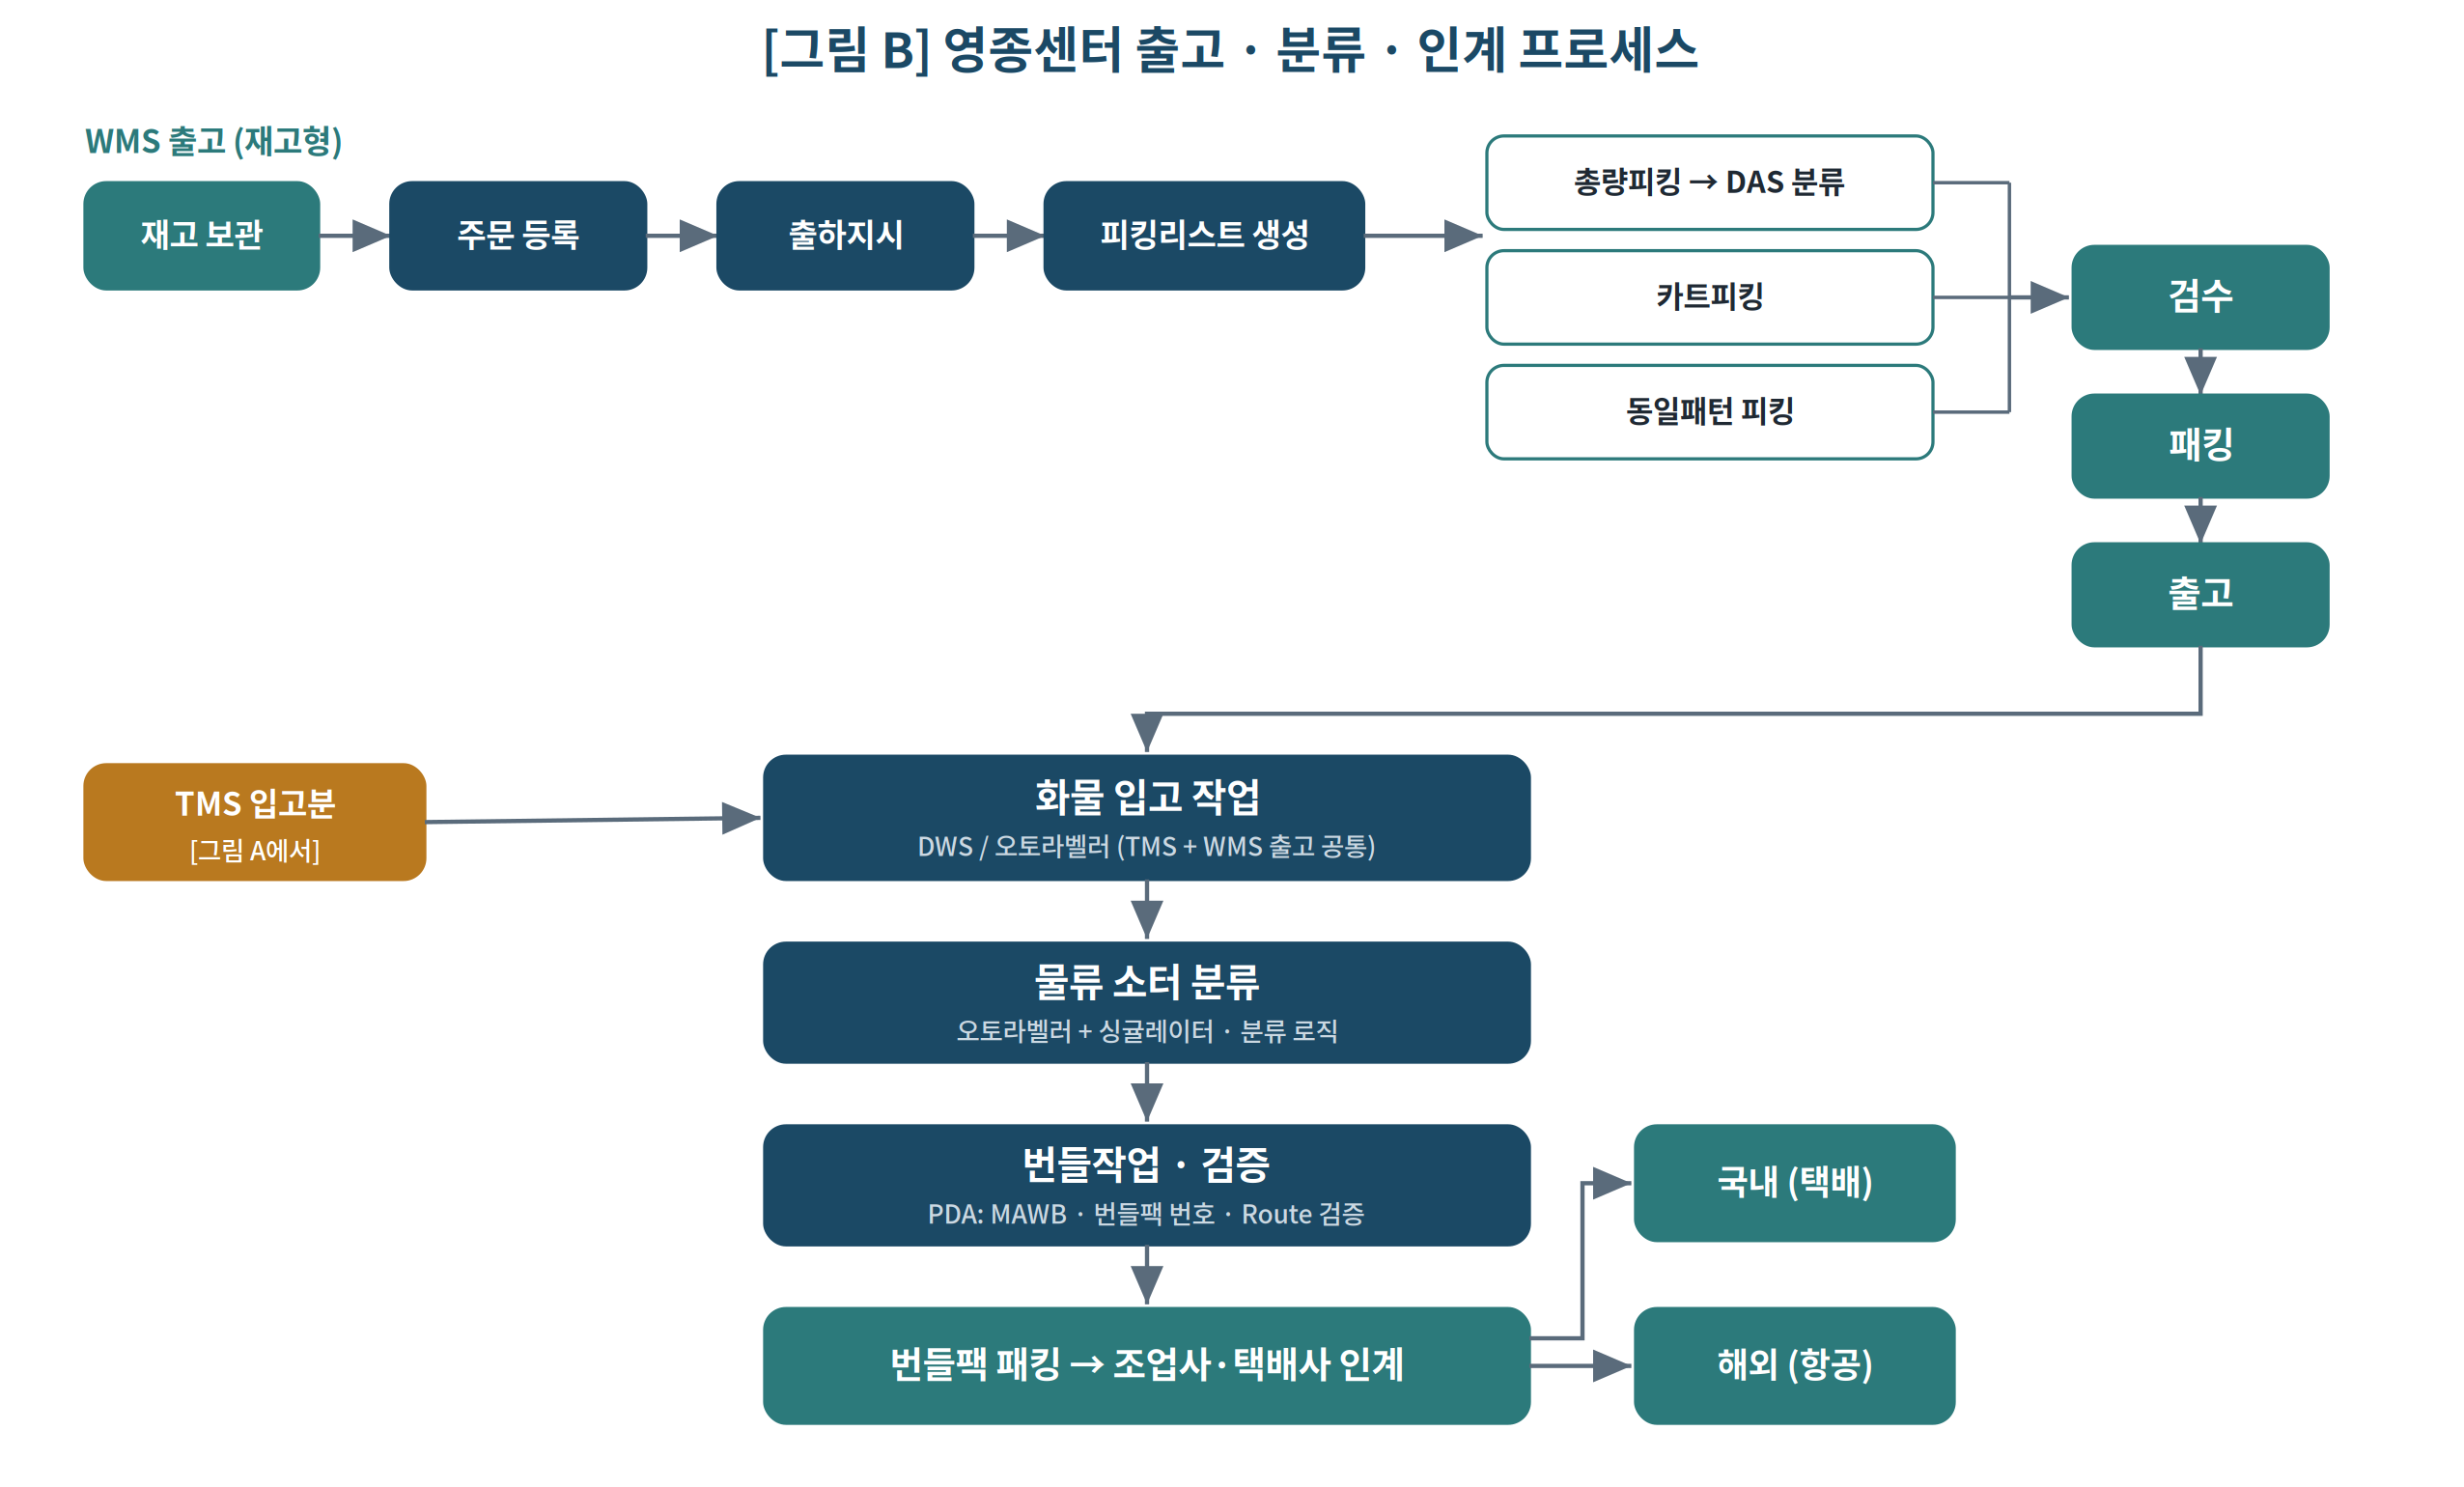 [그림 B] 영종센터 출고 · 분류 · 인계 프로세스
WMS 출고 (재고형)
재고 보관
주문 등록
출하지시
피킹리스트 생성
총량피킹 → DAS 분류
카트피킹
동일패턴 피킹
검수
패킹
출고
TMS 입고분
[그림 A에서]
화물 입고 작업
DWS / 오토라벨러 (TMS + WMS 출고 공통)
물류 소터 분류
오토라벨러 + 싱귤레이터 · 분류 로직
번들작업 · 검증
PDA: MAWB · 번들팩 번호 · Route 검증
번들팩 패킹 → 조업사·택배사 인계
국내 (택배)
해외 (항공)